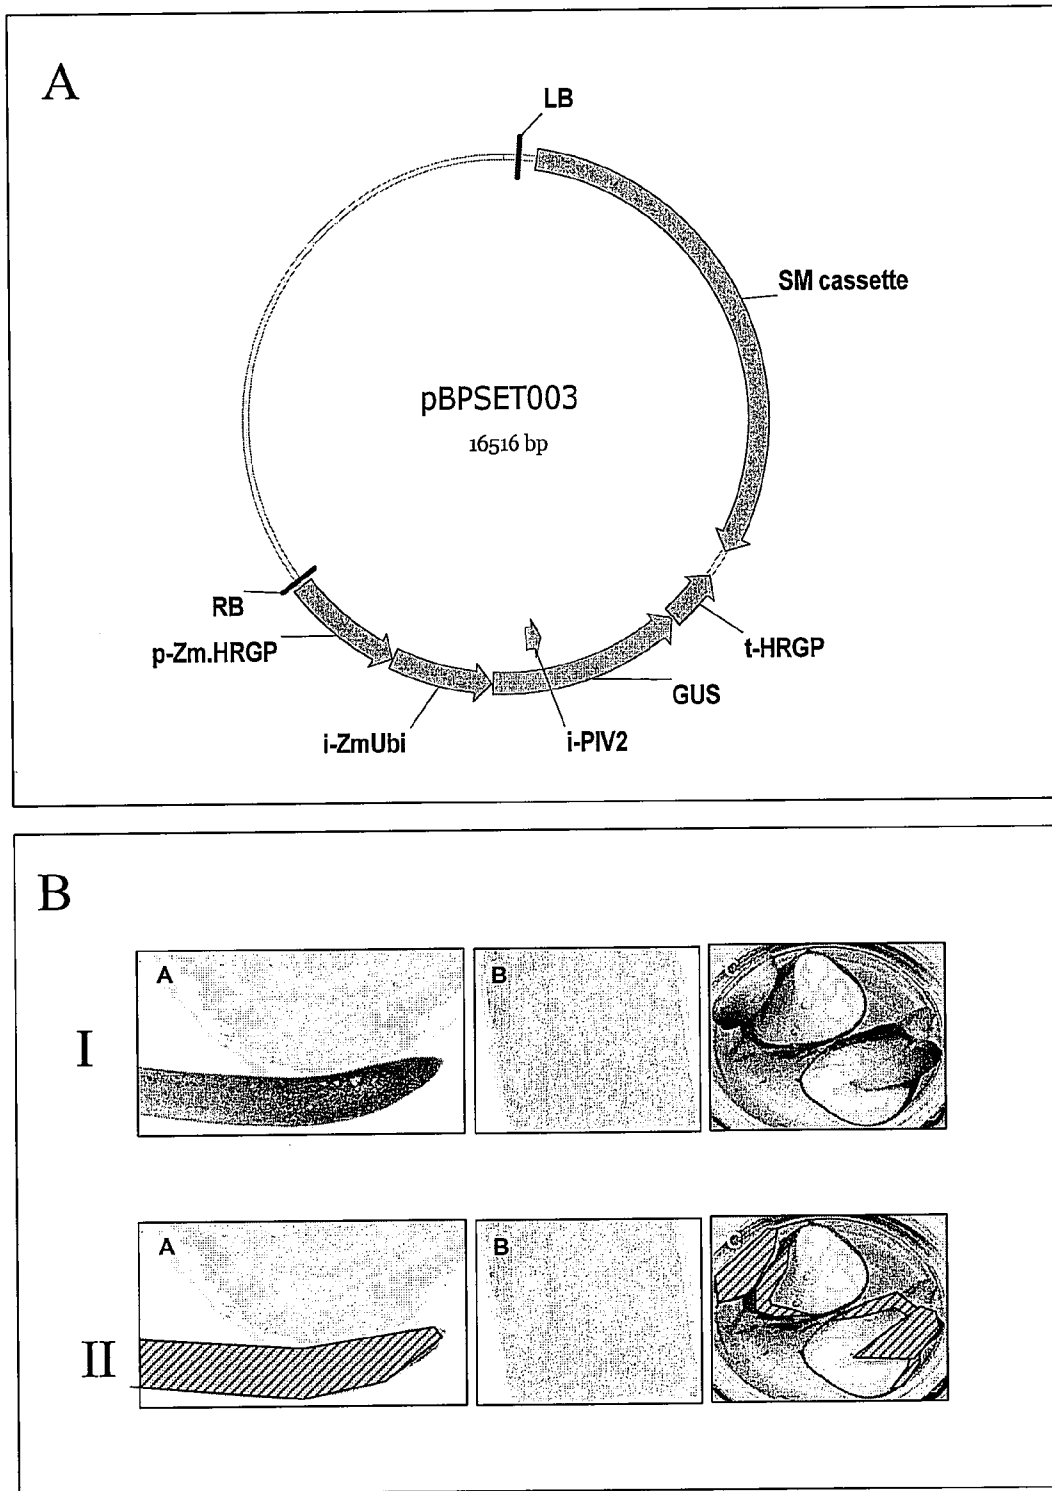 A
LB
SM cassette
pBPSET003
16516 bp
RB
p-Zm.HRGP
t-HRGP
GUS
i-ZmUbi
i-PIV2
B
A
B
C
I
A
B
C
II